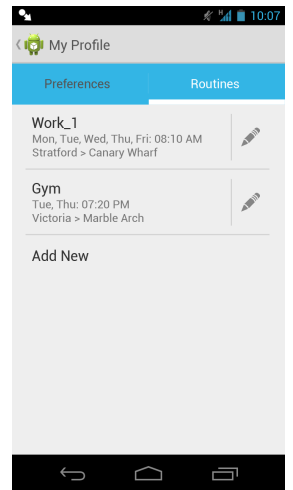 H 10:07
My Profile
Preferences Routines
Work_1
Mon, Tue, Wed, Thu, Fri: 08:10 AM
Stratford > Canary Wharf
Gym
Tue, Thu: 07:20 PM
Victoria > Marble Arch
Add New